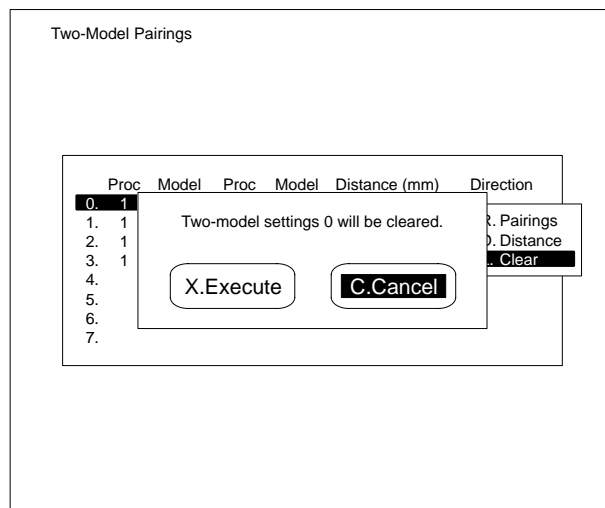 Two-Model Pairings
Proc Model Proc Model Distance (mm) Direction
0. 1
1. 1
2. 1
3. 1
4.
5.
6.
7.
Two-model settings 0 will be cleared.
X.Execute C.Cancel
. Pairings
. Distance
. Clear